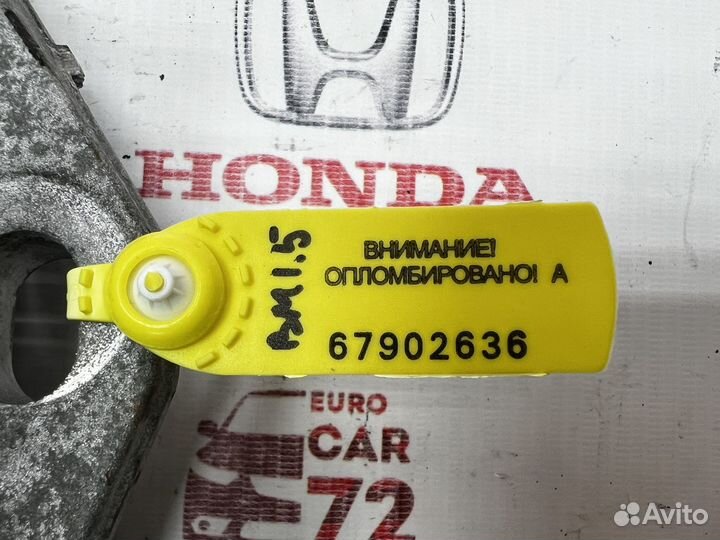 HONDA
ВНИМАНИЕ!
ОПЛОМБИРОВАНО! А
67902636
EURO
CAR
72
Avito